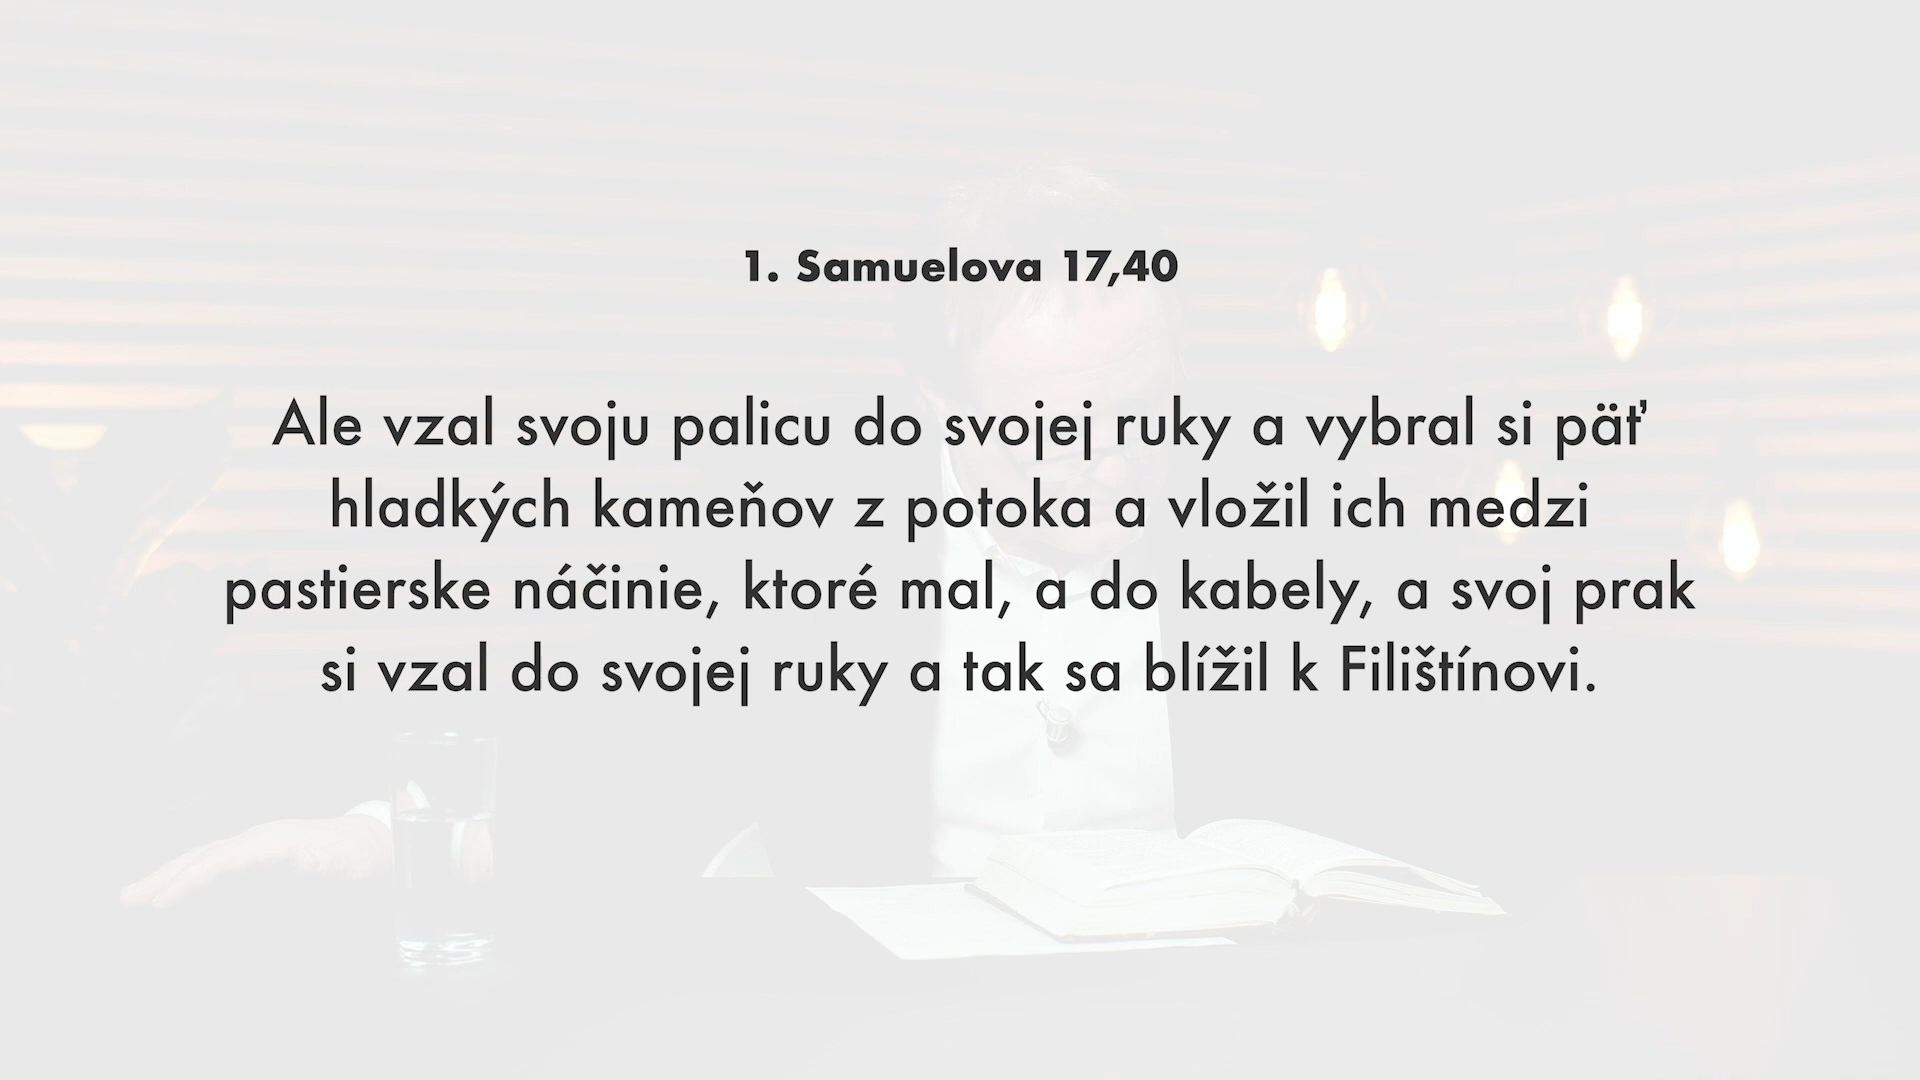 1. Samuelova 17,40
Ale vzal svoju palicu do svojej ruky a vybral si päť
hladkých kameňov z potoka a vložil ich medzi
pastierske náčinie, ktoré mal, a do kabely, a svoj prak
si vzal do svojej ruky a tak sa blížil k Filištínovi.